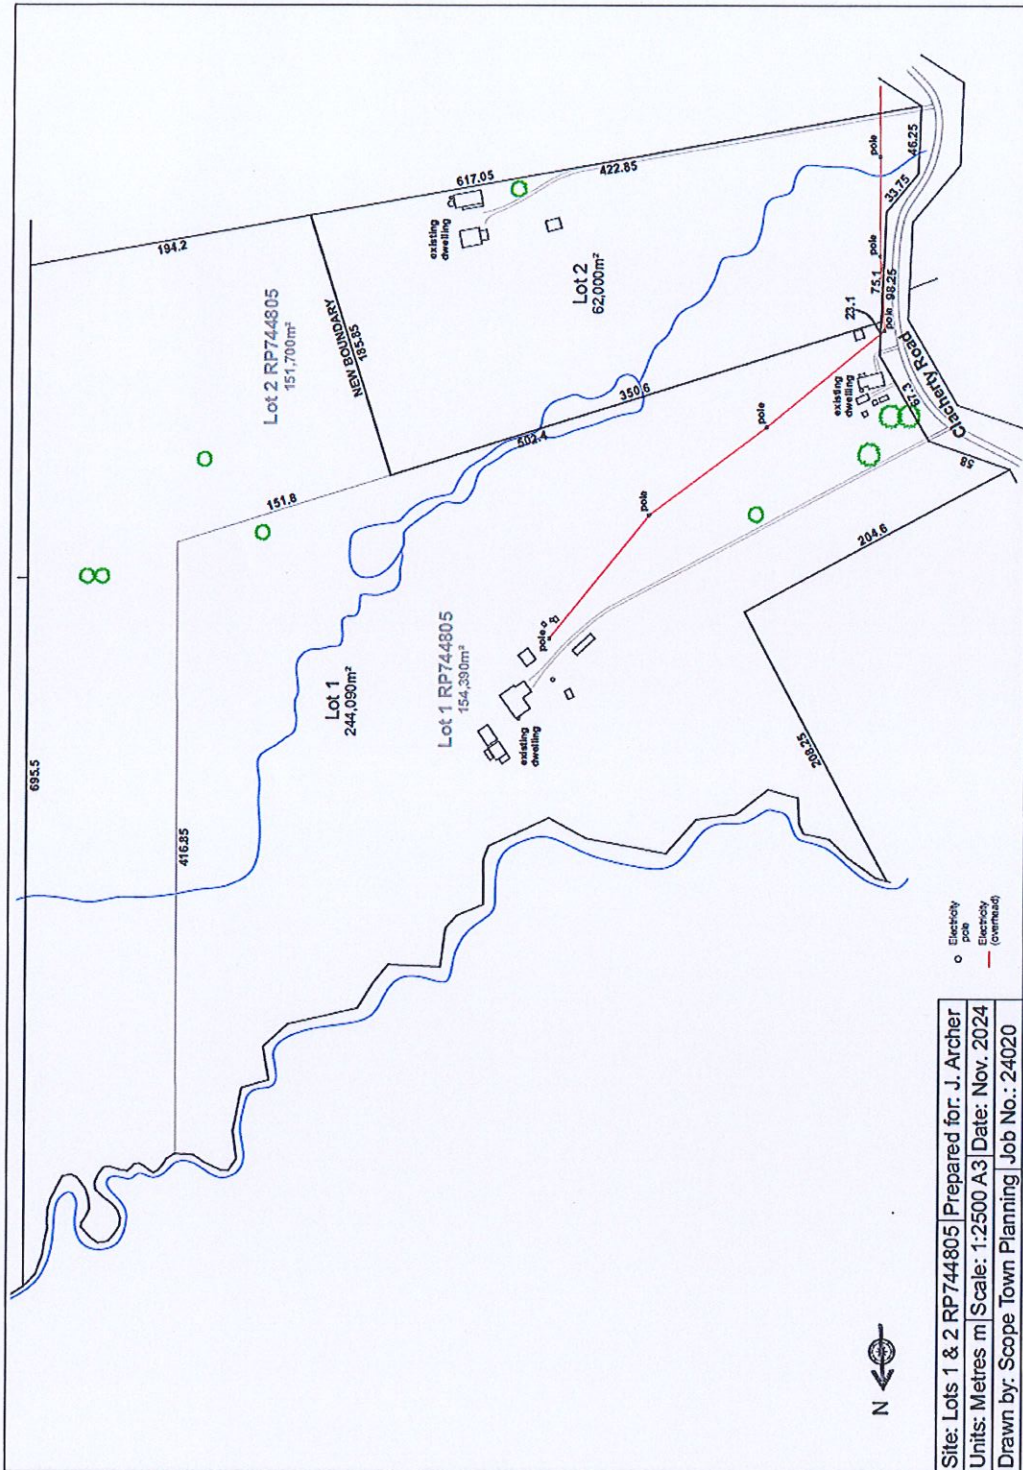 695.5
194.2
617.05
422.85
existing
dwelling
Lot 2 RP744805
151,700m²
NEW BOUNDARY
185.85
Lot 2
62,000m²
151.8
502.4
350.6
416.85
Lot 1
244,090m²
Lot 1 RP744805
154,390m²
existing
dwelling
pole
pole
pole
pole
pole
pole
46.25
33.75
75.1
98.25
23.1
existing
dwelling
67.3
Clacherty Road
58
204.6
208.25
Electricity
pole
Electricity
(overhead)
N
Site: Lots 1 & 2 RP744805
Prepared for: J. Archer
Units: Metres m
Scale: 1:2500 A3
Date: Nov. 2024
Drawn by: Scope Town Planning
Job No.: 24020